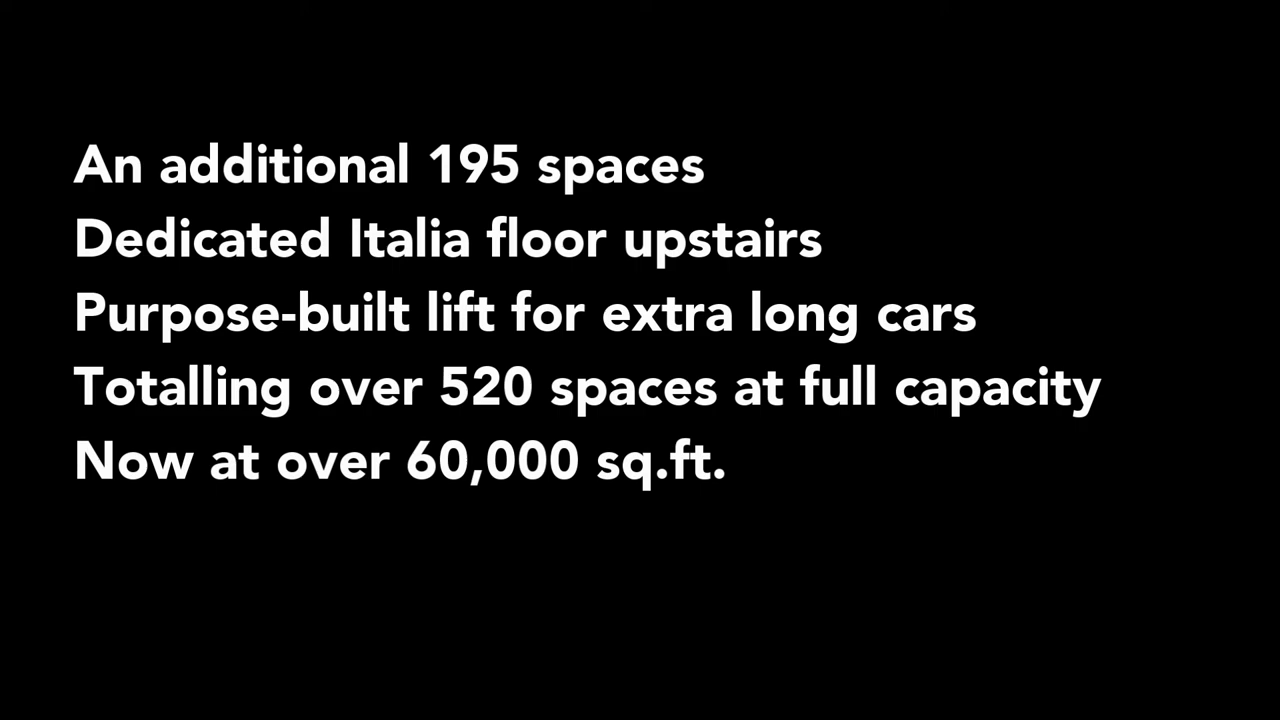 An additional 195 spaces
Dedicated Italia floor upstairs
Purpose-built lift for extra long cars
Totalling over 520 spaces at full capacity
Now at over 60,000 sq.ft.